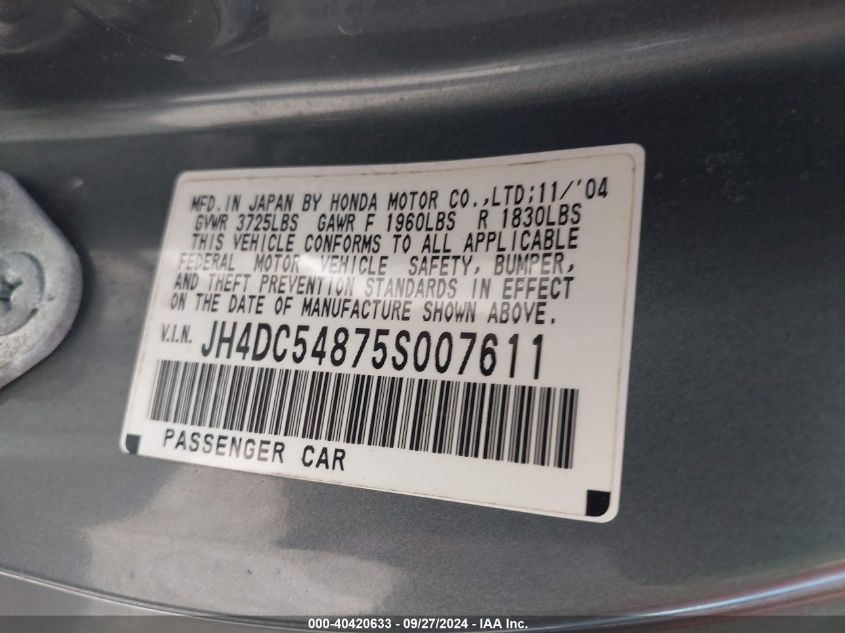 MFD. IN JAPAN BY HONDA MOTOR CO., LTD; 11/'04
GVWR 3725LBS GAWR F 1960LBS R 1830LBS
THIS VEHICLE CONFORMS TO ALL APPLICABLE
FEDERAL MOTOR VEHICLE SAFETY, BUMPER,
AND THEFT PREVENTION STANDARDS IN EFFECT
ON THE DATE OF MANUFACTURE SHOWN ABOVE.
V.I.N. JH4DC54875S007611
PASSENGER CAR
000-40420633 - 09/27/2024 - IAA Inc.